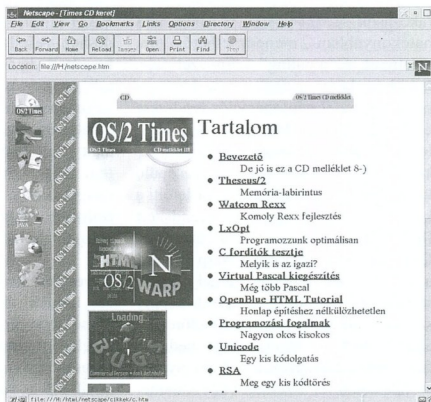 Netscape - [Times CD keret]
File Edit View Go Bookmarks Links Options Directory Window Help
Back Forward Home Reload Images Open Print Find Stop
Location: file:///H/netscape.htm
N
CD OS/2 Times CD melléklet
OS/2 Times
OS/2 Times
OS/2 Times CD melléklet III
Tartalom
Bevezető
De jó is ez a CD melléklet 8-)
Theseus/2
Memória-labirintus
Watcom Rexx
Komoly Rexx fejlesztés
LxOpt
Programozzunk optimálisan
C fordítók tesztje
Melyik is az igazi?
Virtual Pascal kiegészítés
Még több Pascal
OpenBlue HTML Tutorial
Honlap építéshez nélkülözhetetlen
Programozási fogalmak
Nagyon okos kisokos
Unicode
Egy kis kódolgatás
RSA
Meg egy kis kódtörés
HTML
N
OS/2 WARP
Loading...
BUGS
file:///H/html/netscape/cikkek/c.htm